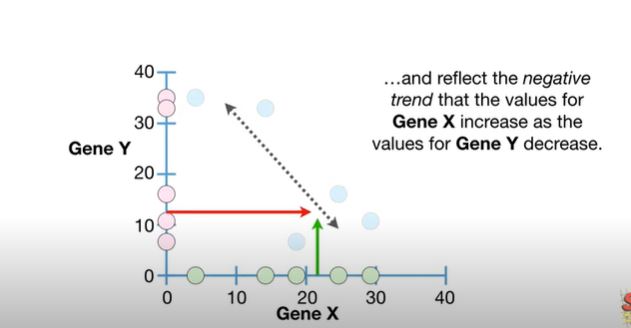 40
...and reflect the negative
trend that the values for
Gene X increase as the
values for Gene Y decrease.
30
Gene Y
20
10
0
0 10 20 30 40
Gene X